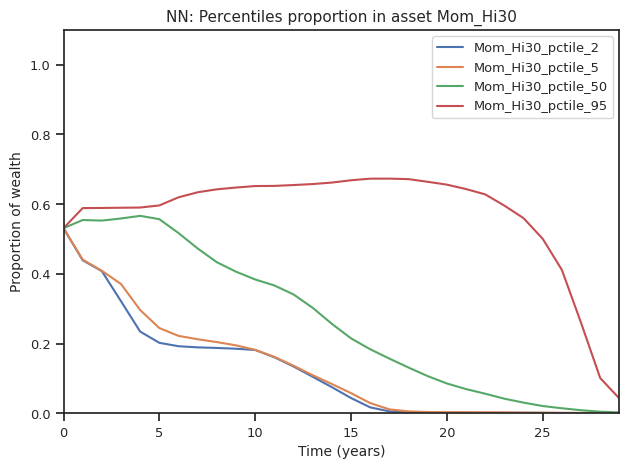 NN: Percentiles proportion in asset Mom_Hi30
Mom_Hi30_pctile_2
Mom_Hi30_pctile_5
Mom_Hi30_pctile_50
Mom_Hi30_pctile_95
Proportion of wealth
1.0
0.8
0.6
0.4
0.2
0.0
0 5 10 15 20 25
Time (years)